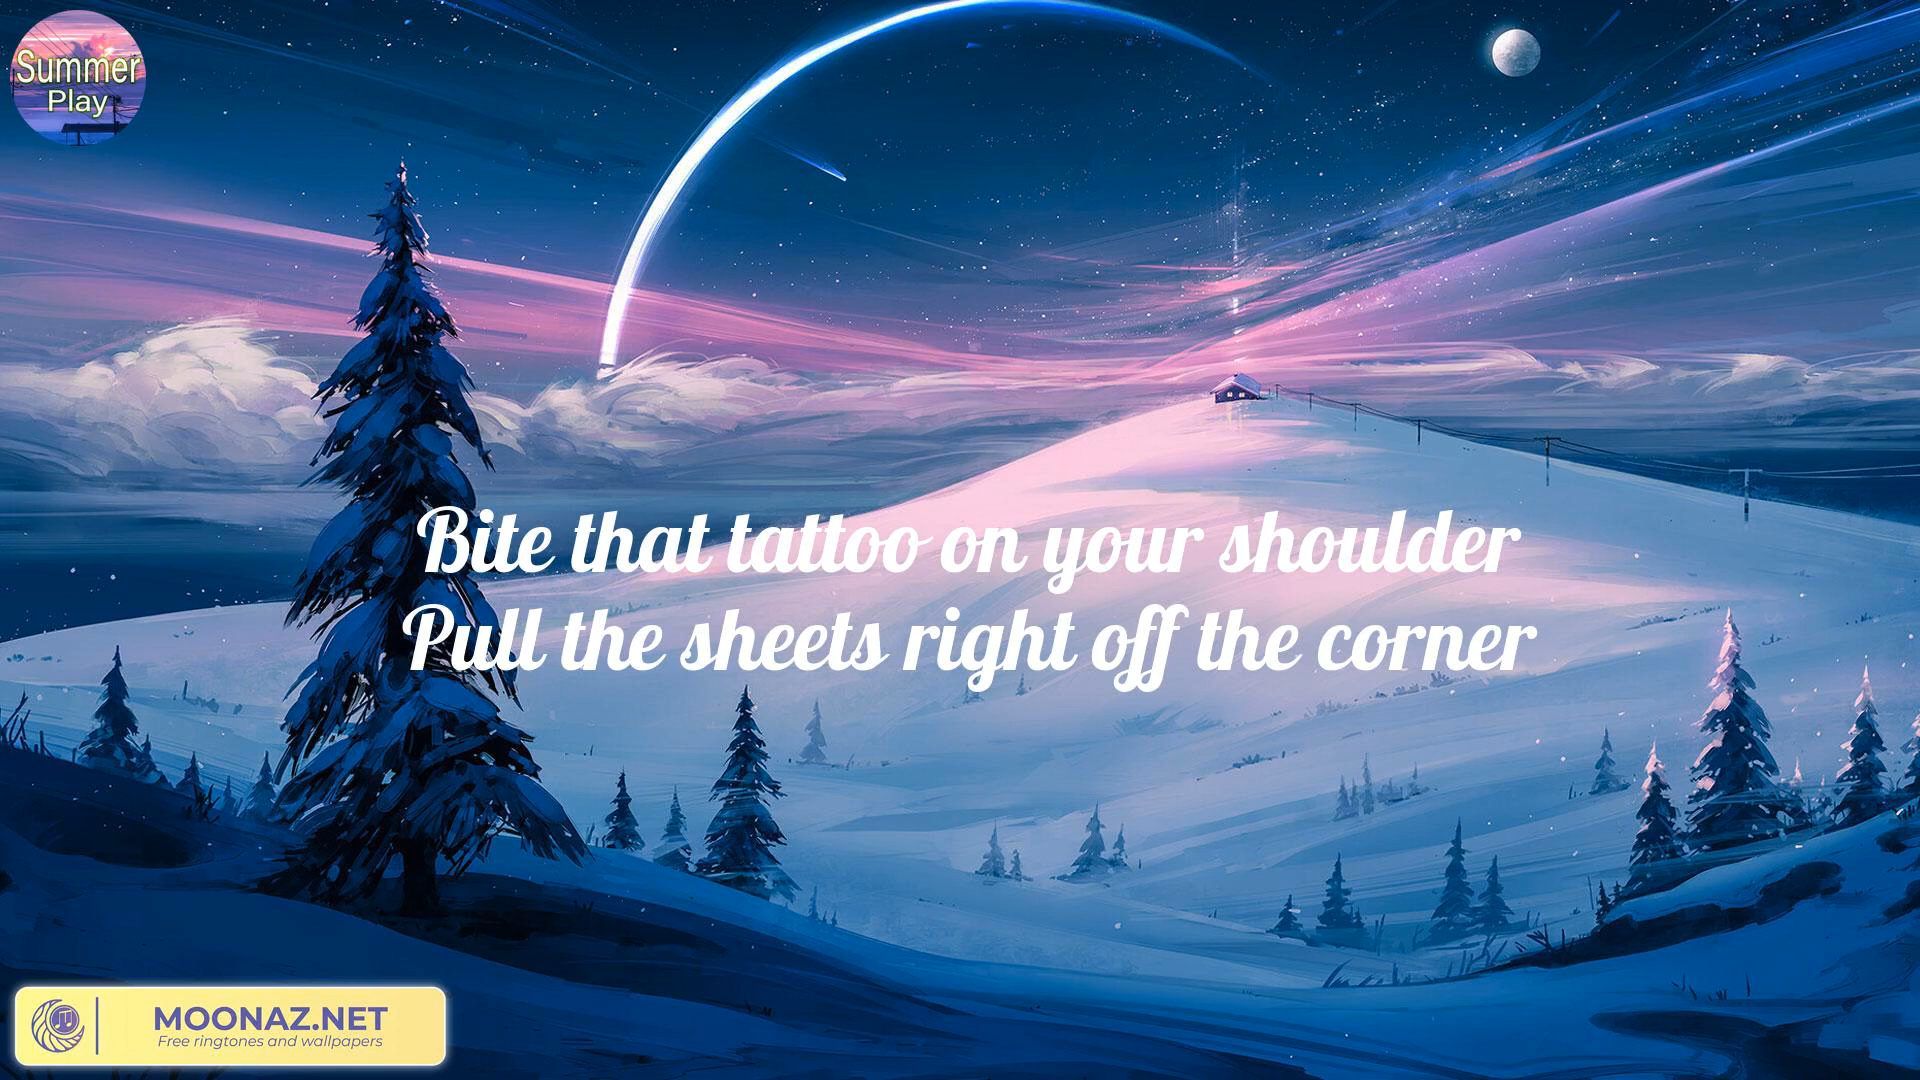 Summer
Play
Bite that tattoo on your shoulder
Pull the sheets right off the corner
MOONAZ.NET
Free ringtones and wallpapers